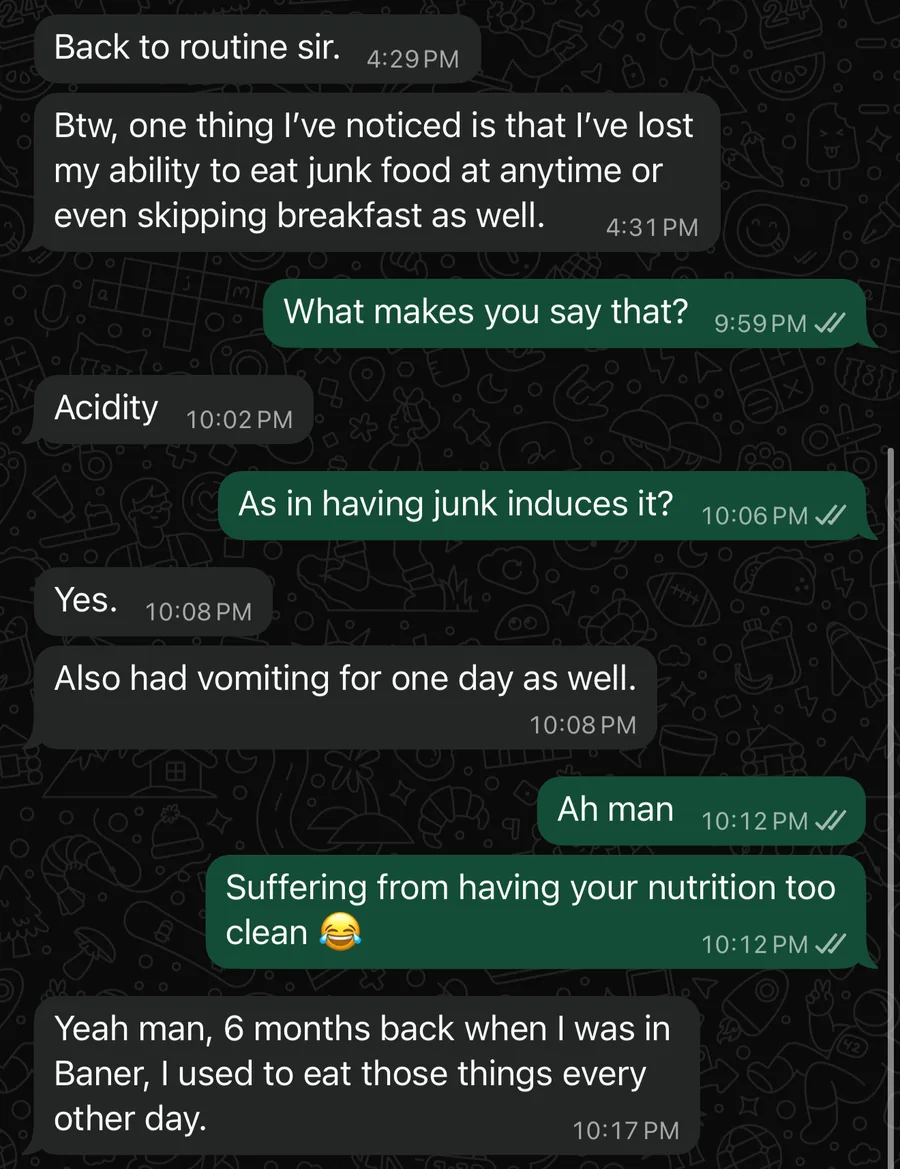 Back to routine sir. 4:29 PM
Btw, one thing I’ve noticed is that I’ve lost
my ability to eat junk food at anytime or
even skipping breakfast as well. 4:31 PM
What makes you say that? 9:59 PM
Acidity 10:02 PM
As in having junk induces it? 10:06 PM
Yes. 10:08 PM
Also had vomiting for one day as well.
10:08 PM
Ah man 10:12 PM
Suffering from having your nutrition too
clean 😂 10:12 PM
Yeah man, 6 months back when I was in
Baner, I used to eat those things every
other day. 10:17 PM